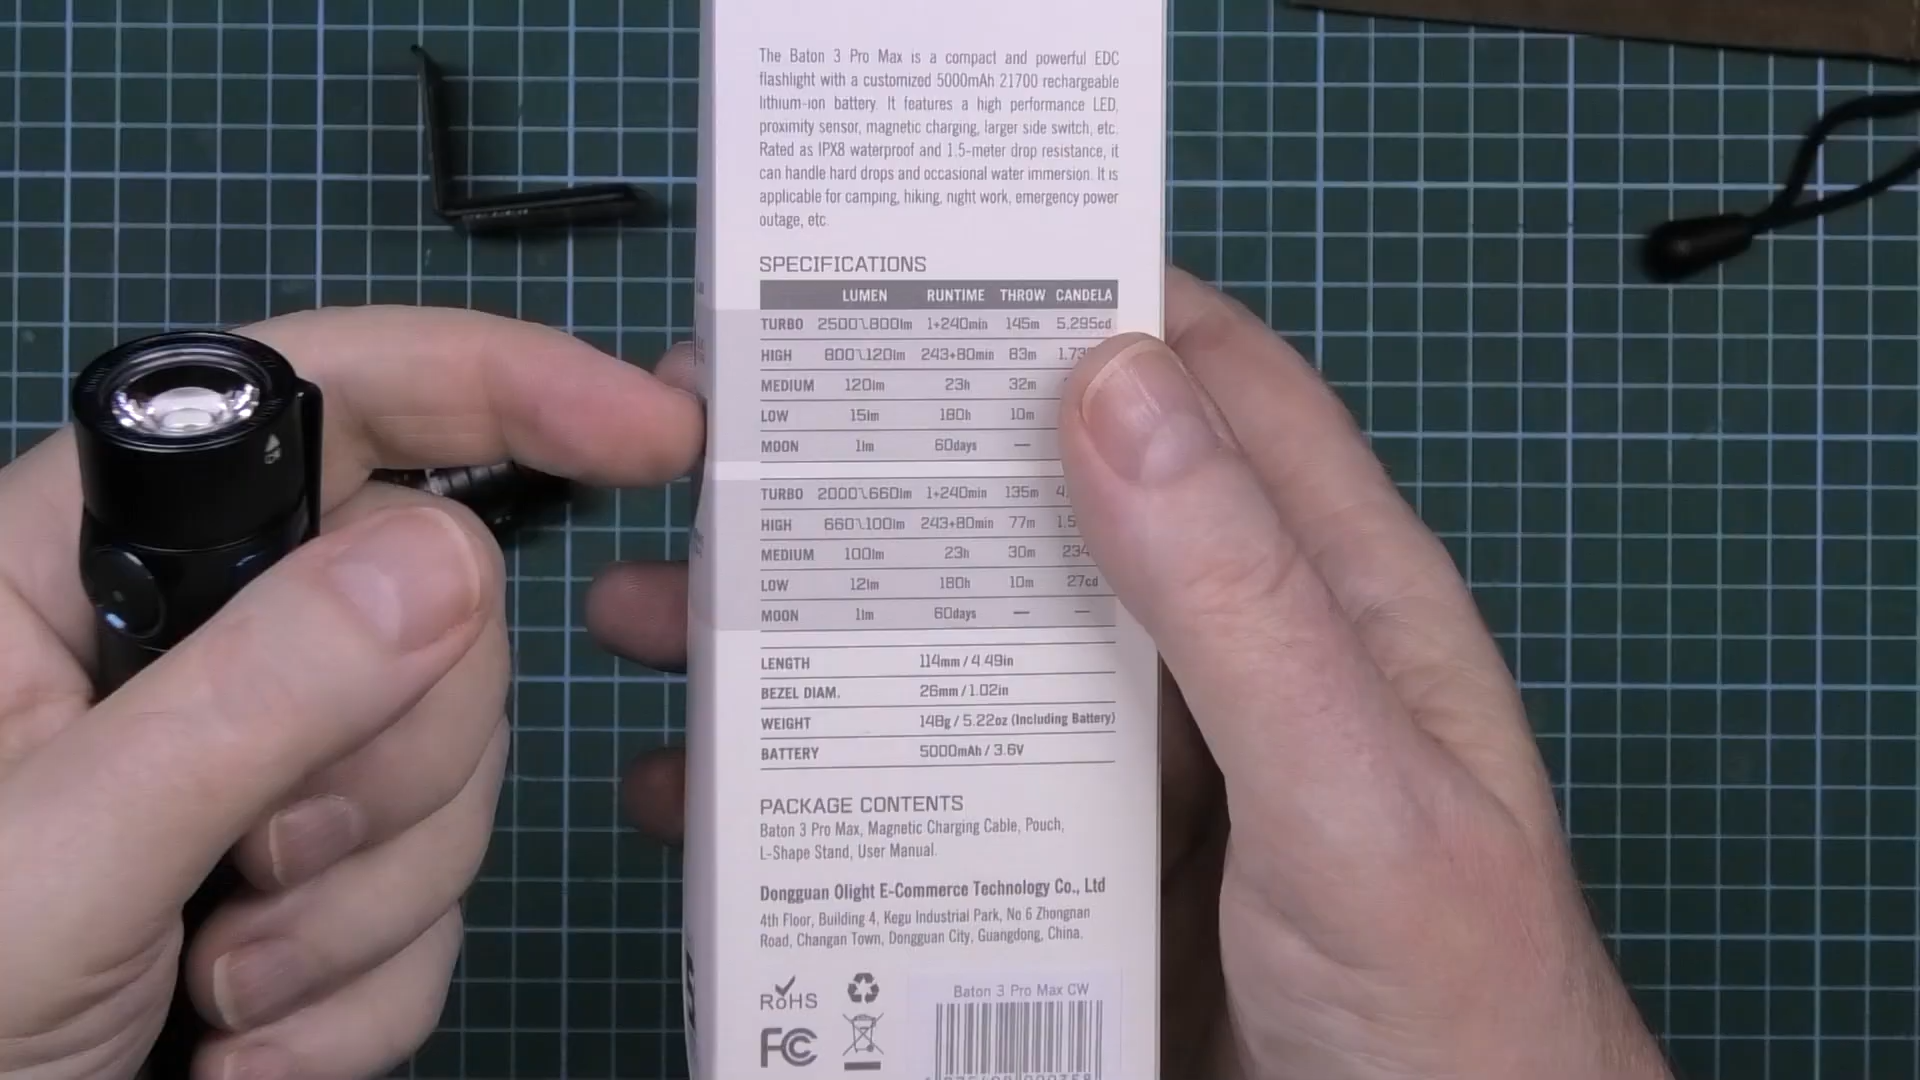 The Baton 3 Pro Max is a compact and powerful EDC
flashlight with a customized 5000mAh 21700 rechargeable
lithium-ion battery. It features a high performance LED,
proximity sensor, magnetic charging, larger side switch, etc.
Rated as IPX8 waterproof and 1.5-meter drop resistance, it
can handle hard drops and occasional water immersion. It is
applicable for camping, hiking, night work, emergency power
outage, etc.
SPECIFICATIONS
LUMEN RUNTIME THROW CANDELA
TURBO 2500\800lm 1+240min 145m 5,295cd
HIGH 800\120lm 243+80min 83m
MEDIUM 120lm 23h 32m
LOW 15lm 180h 10m
MOON 1lm 60days —
TURBO 2000\660lm 1+240min 135m
HIGH 660\100lm 243+80min 77m
MEDIUM 100lm 23h 30m 234
LOW 12lm 180h 10m 27cd
MOON 1lm 60days — —
LENGTH 114mm / 4.49in
BEZEL DIAM. 26mm / 1.02in
WEIGHT 148g / 5.22oz (Including Battery)
BATTERY 5000mAh / 3.6V
PACKAGE CONTENTS
Baton 3 Pro Max, Magnetic Charging Cable, Pouch,
L-Shape Stand, User Manual.
Dongguan Olight E-Commerce Technology Co., Ltd
4th Floor, Building 4, Kegu Industrial Park, No 6 Zhongnan
Road, Changan Town, Dongguan City, Guangdong, China.
RoHS
FC
Baton 3 Pro Max CW